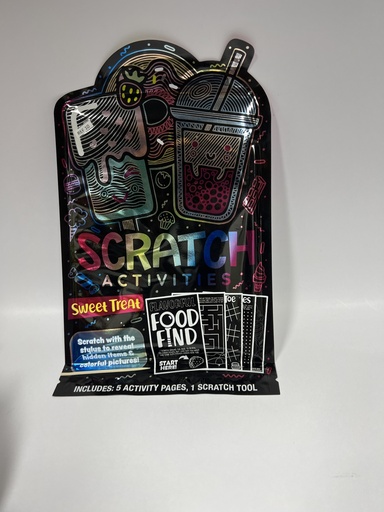 SCRATCH
ACTIVITIES
Sweet Treat
Scratch with the
stylus to reveal
hidden items &
colorful pictures!
FLAVORFUL
FOOD
FIND
START
HERE!
INCLUDES: 5 ACTIVITY PAGES, 1 SCRATCH TOOL